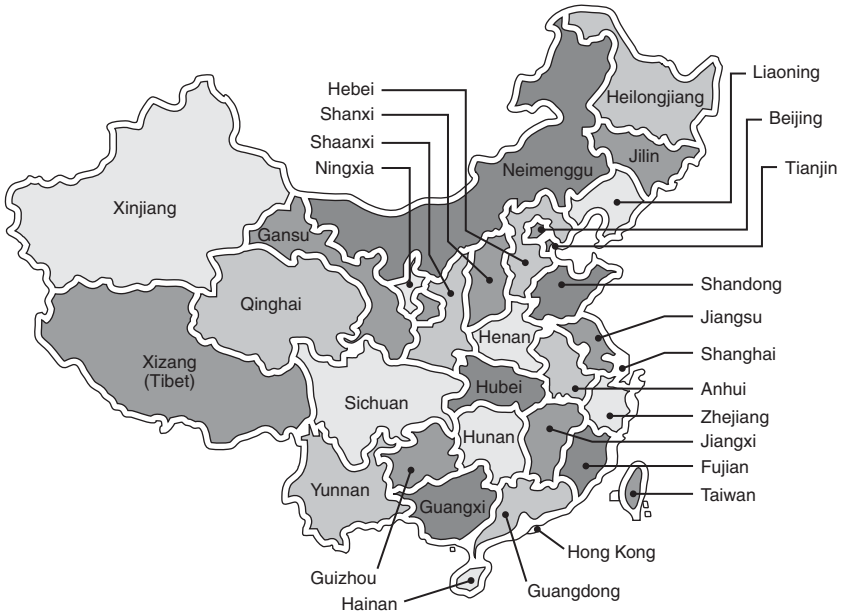 Liaoning
Hebei
Heilongjiang
Shanxi
Beijing
Shaanxi
Jilin
Ningxia
Neimenggu
Tianjin
Xinjiang
Gansu
Shandong
Qinghai
Jiangsu
Henan
Shanghai
Xizang
(Tibet)
Hubei
Anhui
Sichuan
Zhejiang
Hunan
Jiangxi
Fujian
Yunnan
Taiwan
Guangxi
Hong Kong
Guizhou
Guangdong
Hainan